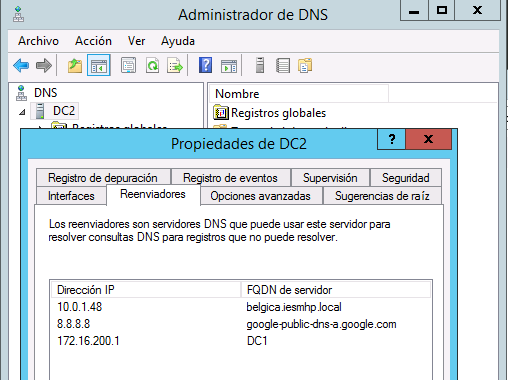 Administrador de DNS
Archivo Acción Ver Ayuda
DNS
DC2
Registros globales
Nombre
Registros globales
Propiedades de DC2
Registro de depuración Registro de eventos Supervisión Seguridad
Interfaces Reenviadores Opciones avanzadas Sugerencias de raíz
Los reenviadores son servidores DNS que puede usar este servidor para
resolver consultas DNS para registros que no puede resolver.
Dirección IP FQDN de servidor
10.0.1.48 belgica.iesmhp.local
8.8.8.8 google-public-dns-a.google.com
172.16.200.1 DC1